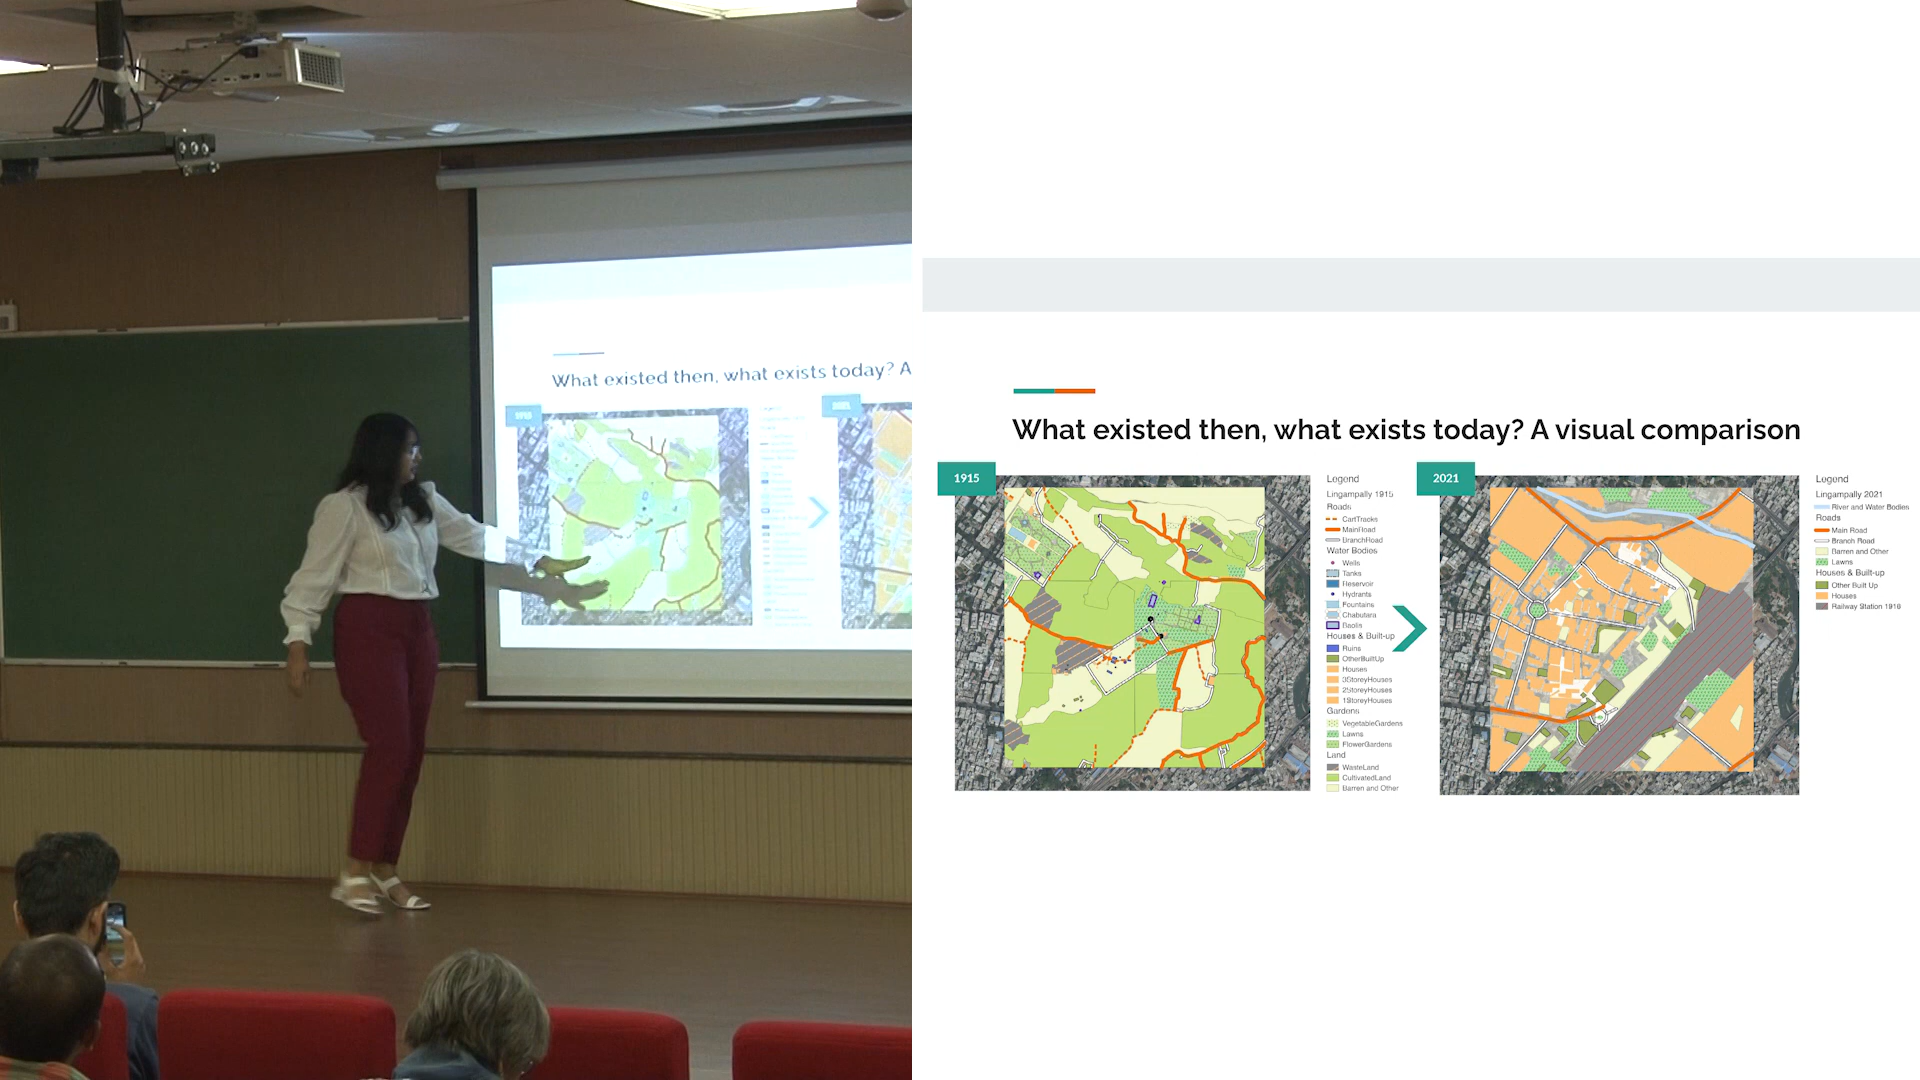 What existed then, what exists today? A
1915
2021
What existed then, what exists today? A visual comparison
1915
Legend
Lingampally 1915
Roads
CartTracks
MainRoad
BranchRoad
Water Bodies
Wells
Tanks
Reservoir
Hydrants
Fountains
Chabutara
Baolis
Houses & Built-up
Ruins
OtherBuiltUp
Houses
3StoreyHouses
2StoreyHouses
1StoreyHouses
Gardens
VegetableGardens
Lawns
FlowerGardens
Land
WasteLand
CultivatedLand
Barren and Other
2021
Legend
Lingampally 2021
River and Water Bodies
Roads
Main Road
Branch Road
Barren and Other
Lawns
Houses & Built-up
Other Built Up
Houses
Railway Station 1916